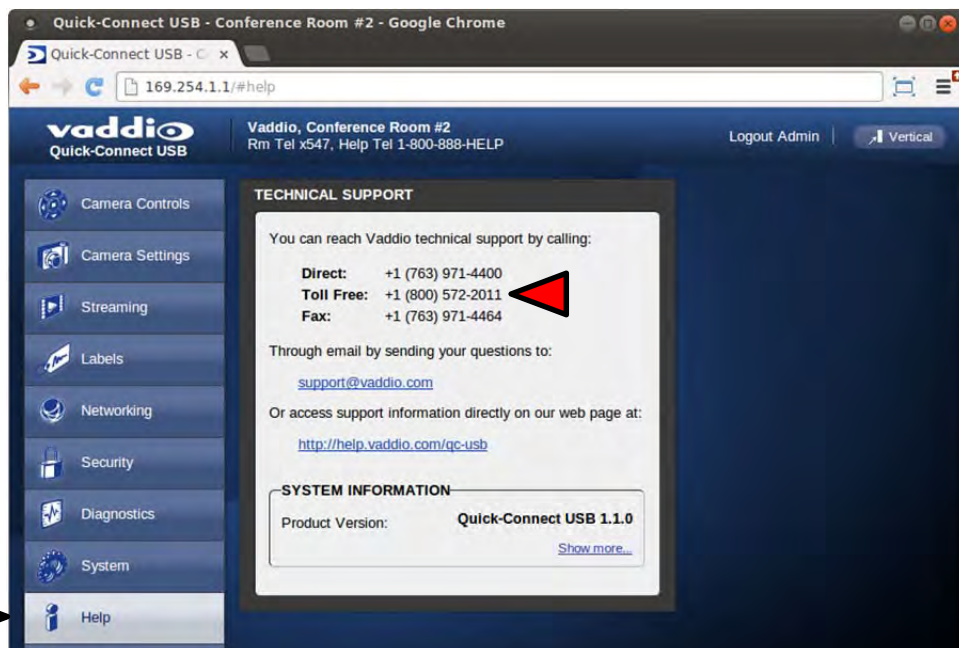 Quick-Connect USB - Conference Room #2 - Google Chrome
Quick-Connect USB - C
169.254.1.1/#help
vaddio
Quick-Connect USB
Vaddio, Conference Room #2
Rm Tel x547, Help Tel 1-800-888-HELP
Logout Admin
Vertical
Camera Controls
Camera Settings
Streaming
Labels
Networking
Security
Diagnostics
System
Help
TECHNICAL SUPPORT
You can reach Vaddio technical support by calling:
Direct: +1 (763) 971-4400
Toll Free: +1 (800) 572-2011
Fax: +1 (763) 971-4464
Through email by sending your questions to:
support@vaddio.com
Or access support information directly on our web page at:
http://help.vaddio.com/qc-usb
SYSTEM INFORMATION
Product Version: Quick-Connect USB 1.1.0
Show more...